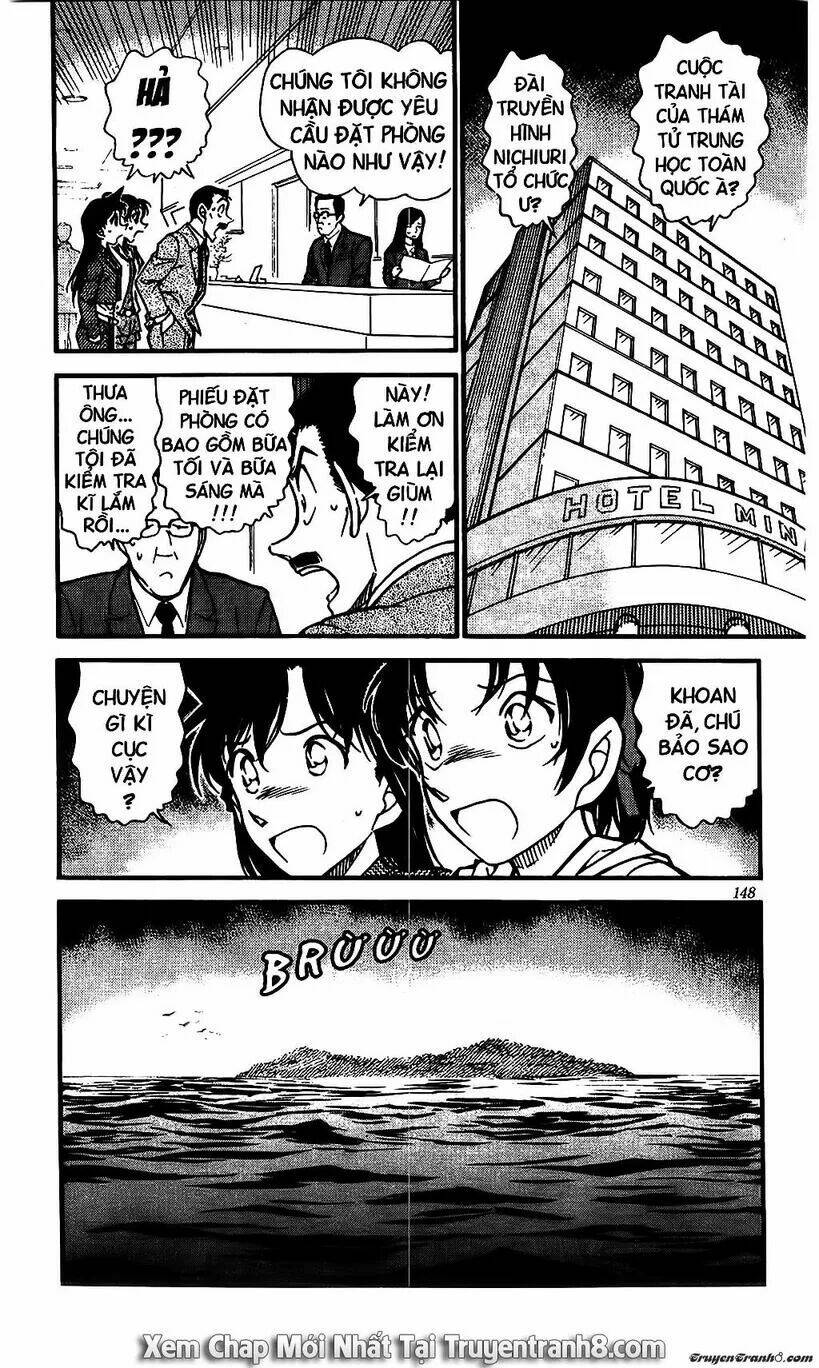 CUỘC
TRANH TÀI
CỦA THÁM
TỬ TRUNG
HỌC TOÀN
QUỐC À?
ĐÀI
TRUYỀN
HÌNH
NICHIURI
TỔ CHỨC
Ư?
HOTEL MIN
CHÚNG TÔI KHÔNG
NHẬN ĐƯỢC YÊU
CẦU ĐẶT PHÒNG
NÀO NHƯ VẬY!
HẢ
???
NÀY!
LÀM ƠN
KIỂM
TRA LẠI
GIÙM
!!
PHIẾU ĐẶT
PHÒNG CÓ
BAO GỒM BỮA
TỐI VÀ BỮA
SÁNG MÀ
!!!
THƯA
ÔNG...
CHÚNG
TỘI ĐÃ
KIỂM TRA
KĨ LẮM
RỒI...
KHOAN
ĐÃ, CHÚ
BẢO SAO
CƠ?
CHUYỆN
GÌ KÌ
CỤC
VẬY
?
148
BRỪỪỪ
Xem Chap Mới Nhất Tại Truyentranh8.com
TruyenTranh8.com